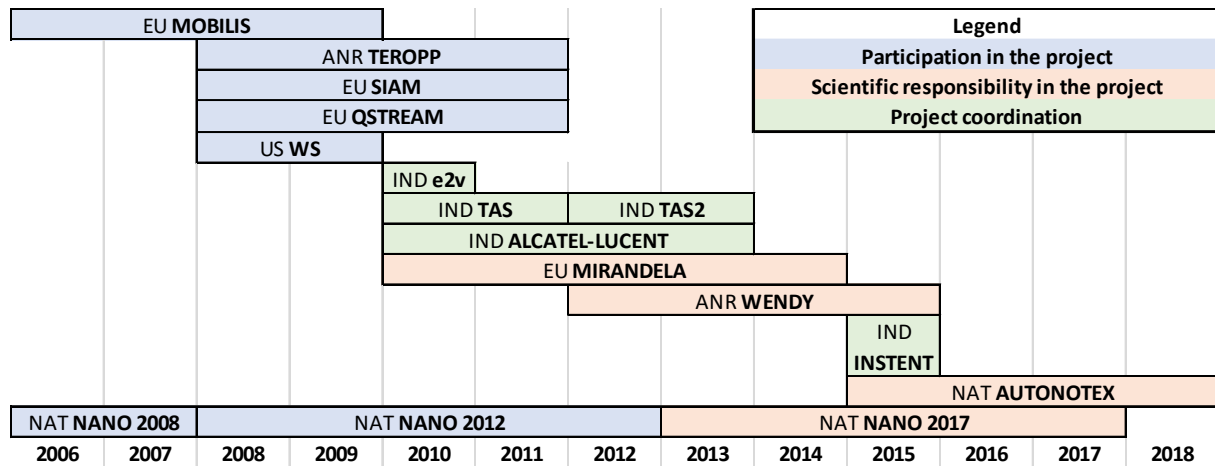 EU MOBILIS
Legend
ANR TEROPP
Participation in the project
EU SIAM
Scientific responsibility in the project
EU QSTREAM
Project coordination
US WS
IND e2v
IND TAS
IND TAS2
IND ALCATEL-LUCENT
EU MIRANDELA
ANR WENDY
IND
INSTENT
NAT AUTONOTEX
NAT NANO 2008
NAT NANO 2012
NAT NANO 2017
2006 2007 2008 2009 2010 2011 2012 2013 2014 2015 2016 2017 2018